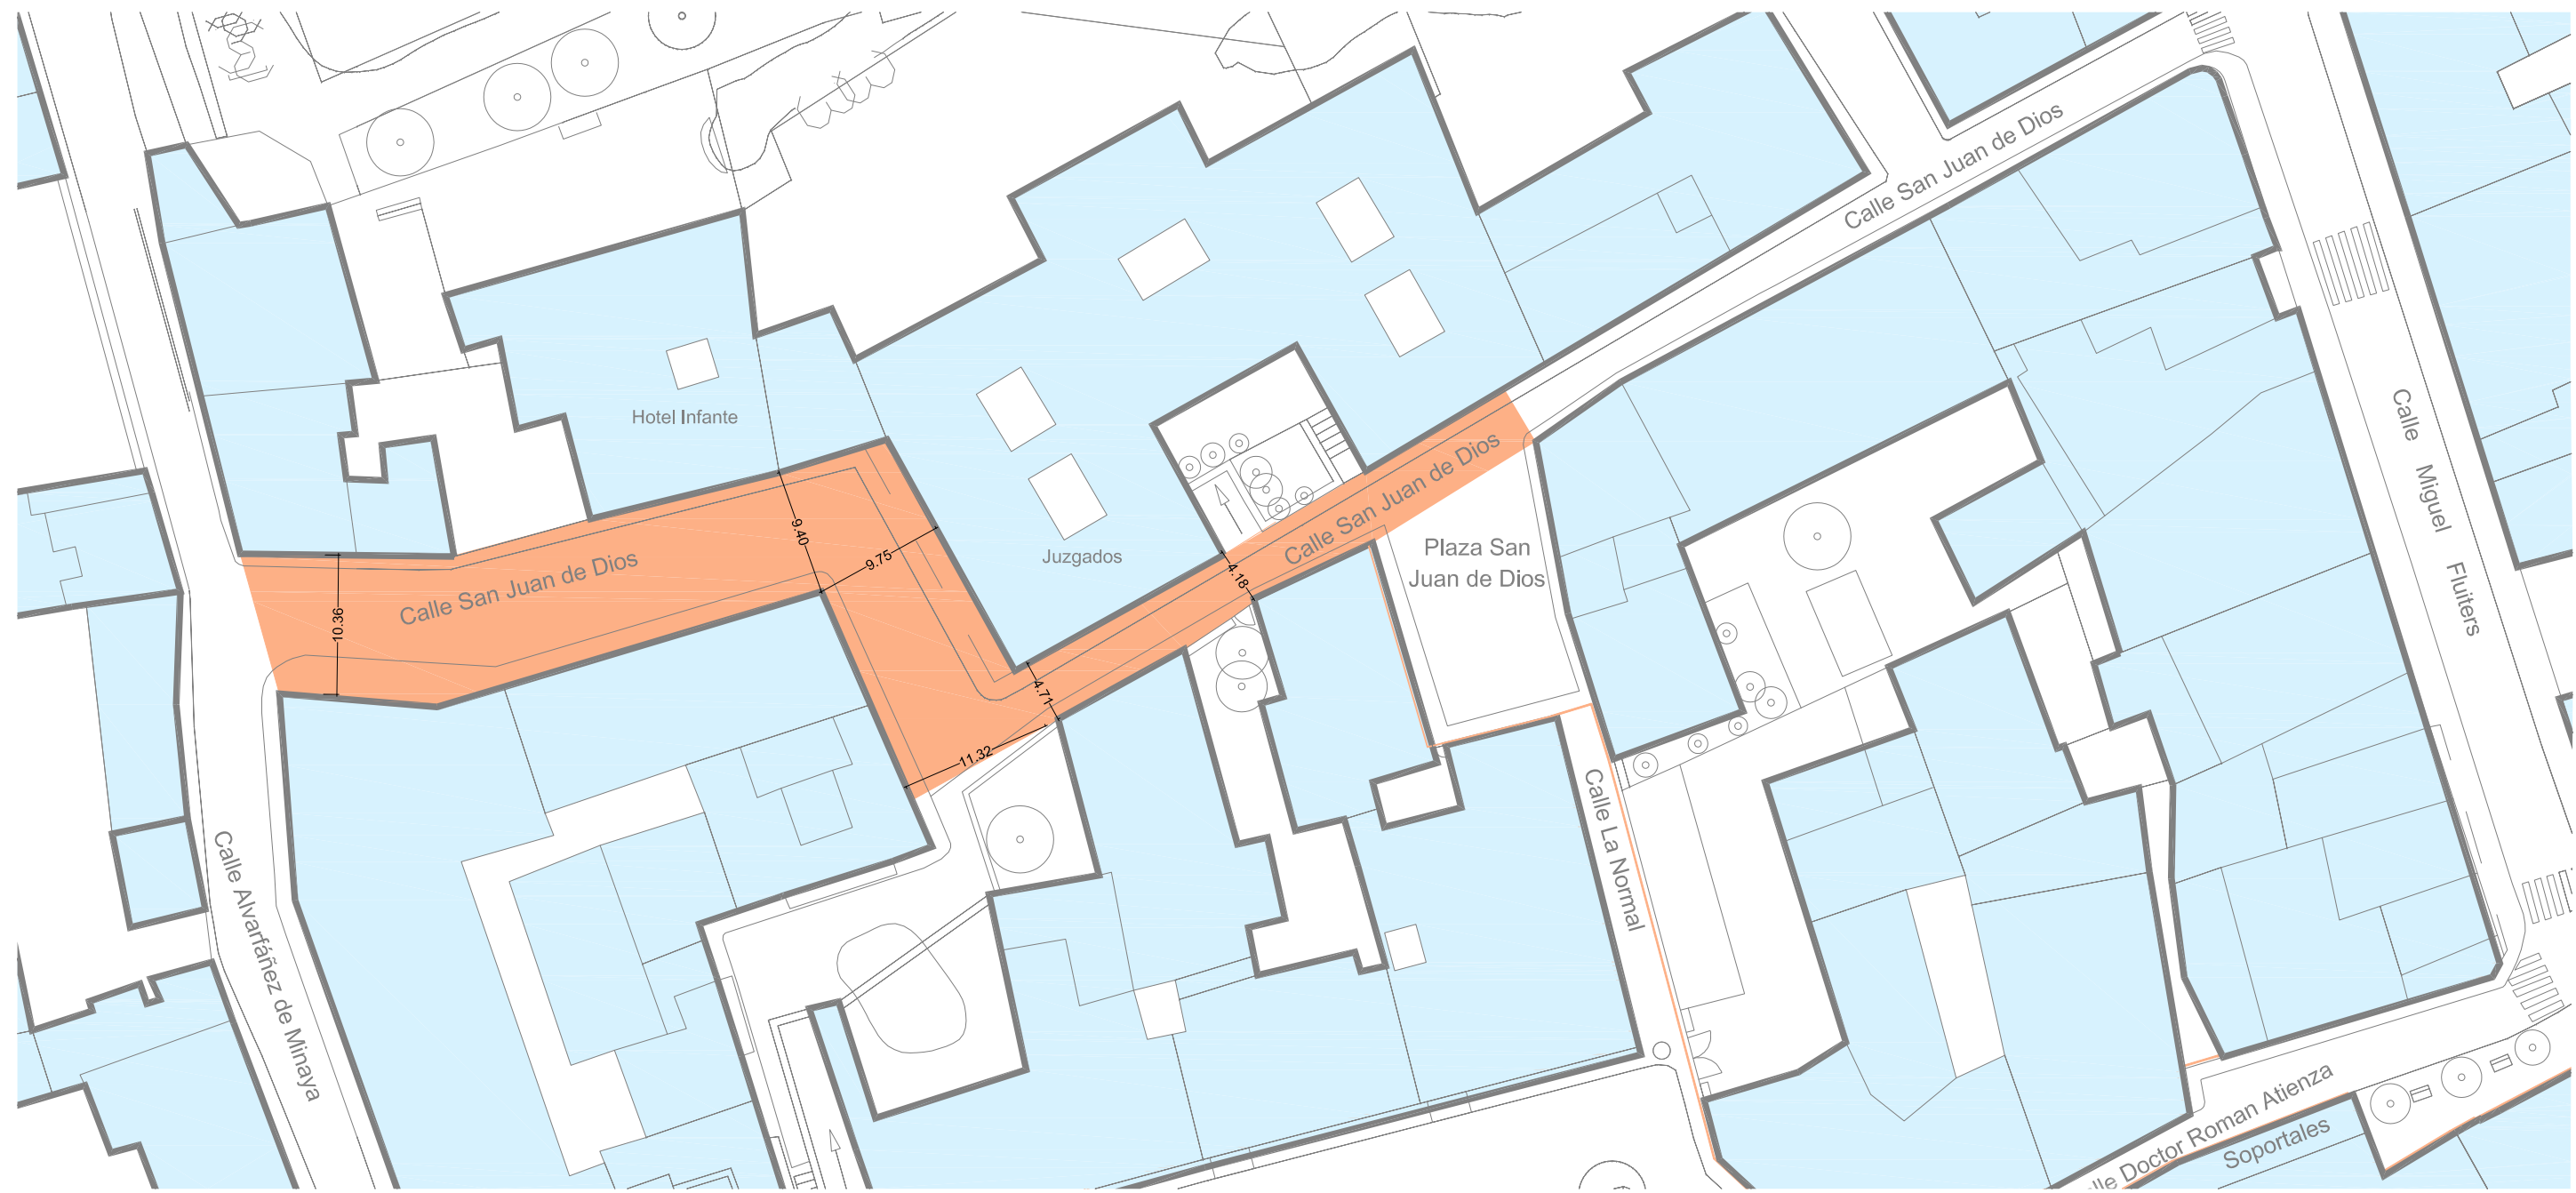 Calle San Juan de Dios
Hotel Infante
Calle Miguel Fluiters
9.40
9.75
Calle San Juan de Dios
Juzgados
4.18
Calle San Juan de Dios
Plaza San
Juan de Dios
10.36
4.71
11.32
Calle La Normal
Calle Alvarfáñez de Minaya
lle Doctor Roman Atienza
Soportales